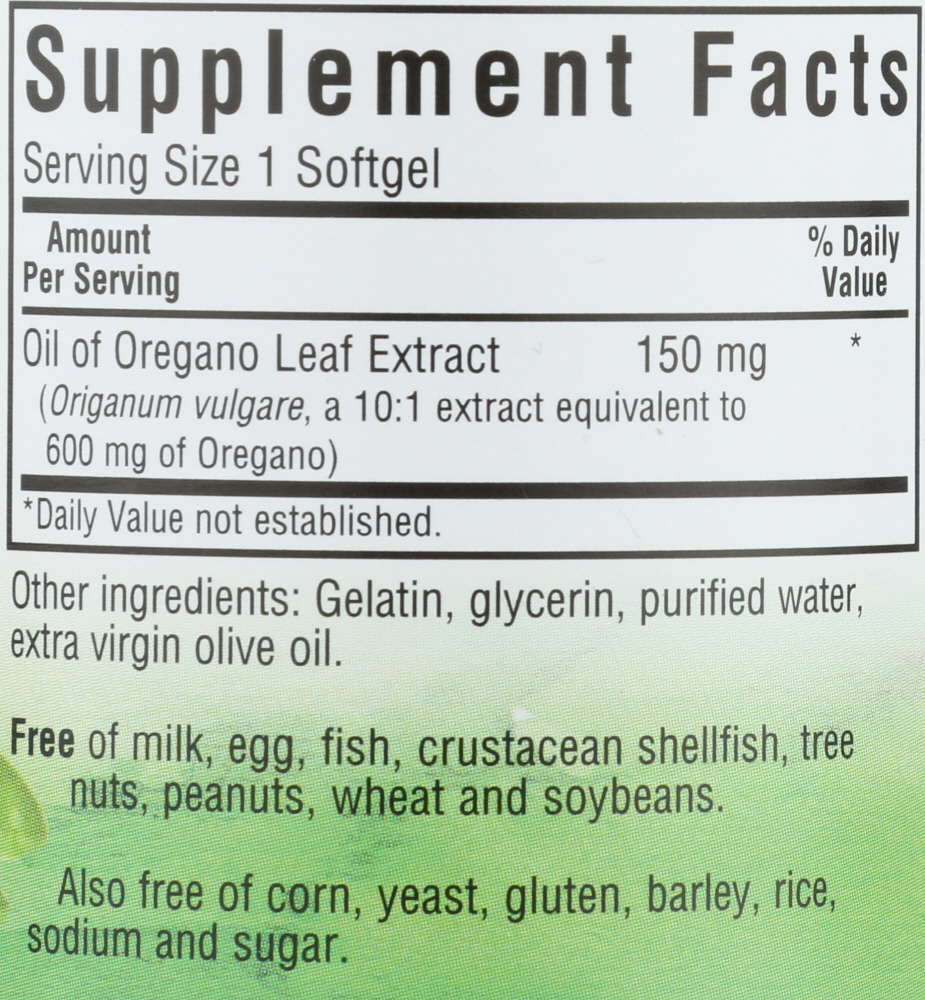 Supplement Facts
Serving Size 1 Softgel
Amount
Per Serving
% Daily
Value
Oil of Oregano Leaf Extract 150 mg *
(Origanum vulgare, a 10:1 extract equivalent to
600 mg of Oregano)
*Daily Value not established.
Other ingredients: Gelatin, glycerin, purified water,
extra virgin olive oil.
Free of milk, egg, fish, crustacean shellfish, tree
nuts, peanuts, wheat and soybeans.
Also free of corn, yeast, gluten, barley, rice,
sodium and sugar.